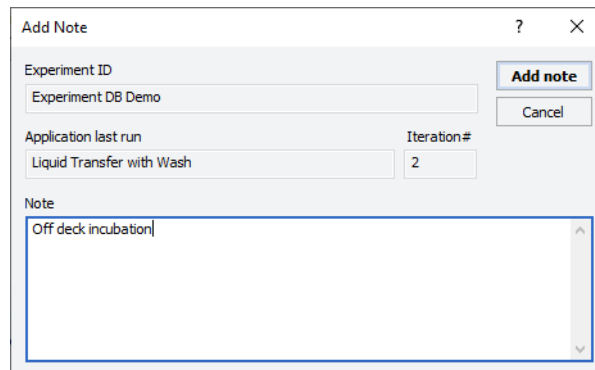 Add Note
?
Experiment ID
Add note
Experiment DB Demo
Cancel
Application last run
Iteration#
Liquid Transfer with Wash
2
Note
Off deck incubation